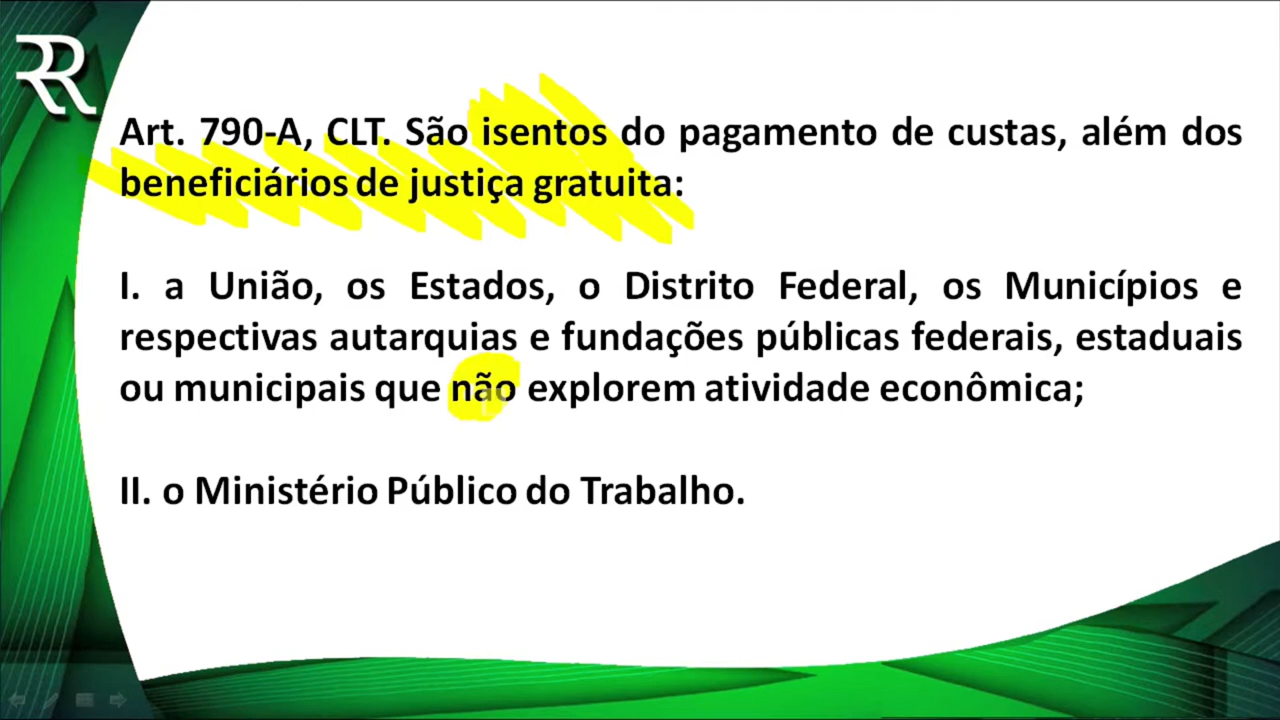 Art. 790-A, CLT. São isentos do pagamento de custas, além dos
beneficiários de justiça gratuita:
I. a União, os Estados, o Distrito Federal, os Municípios e
respectivas autarquias e fundações públicas federais, estaduais
ou municipais que não explorem atividade econômica;
II. o Ministério Público do Trabalho.